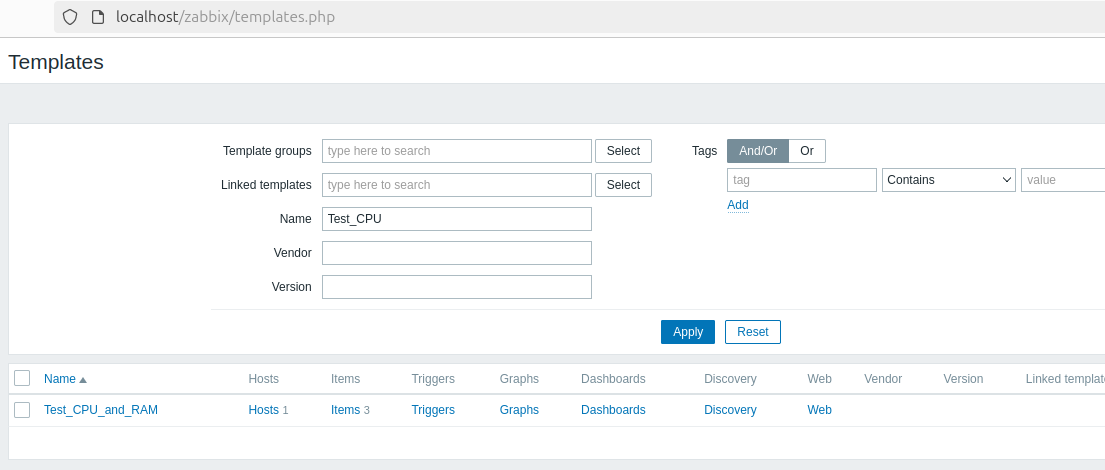 localhost/zabbix/templates.php
Templates
Template groups type here to search Select Tags And/Or Or
Linked templates type here to search Select tag Contains value
Name Test_CPU Add
Vendor
Version
Apply Reset
Name Hosts Items Triggers Graphs Dashboards Discovery Web Vendor Version Linked
Test_CPU_and_RAM Hosts 1 Items 3 Triggers Graphs Dashboards Discovery Web